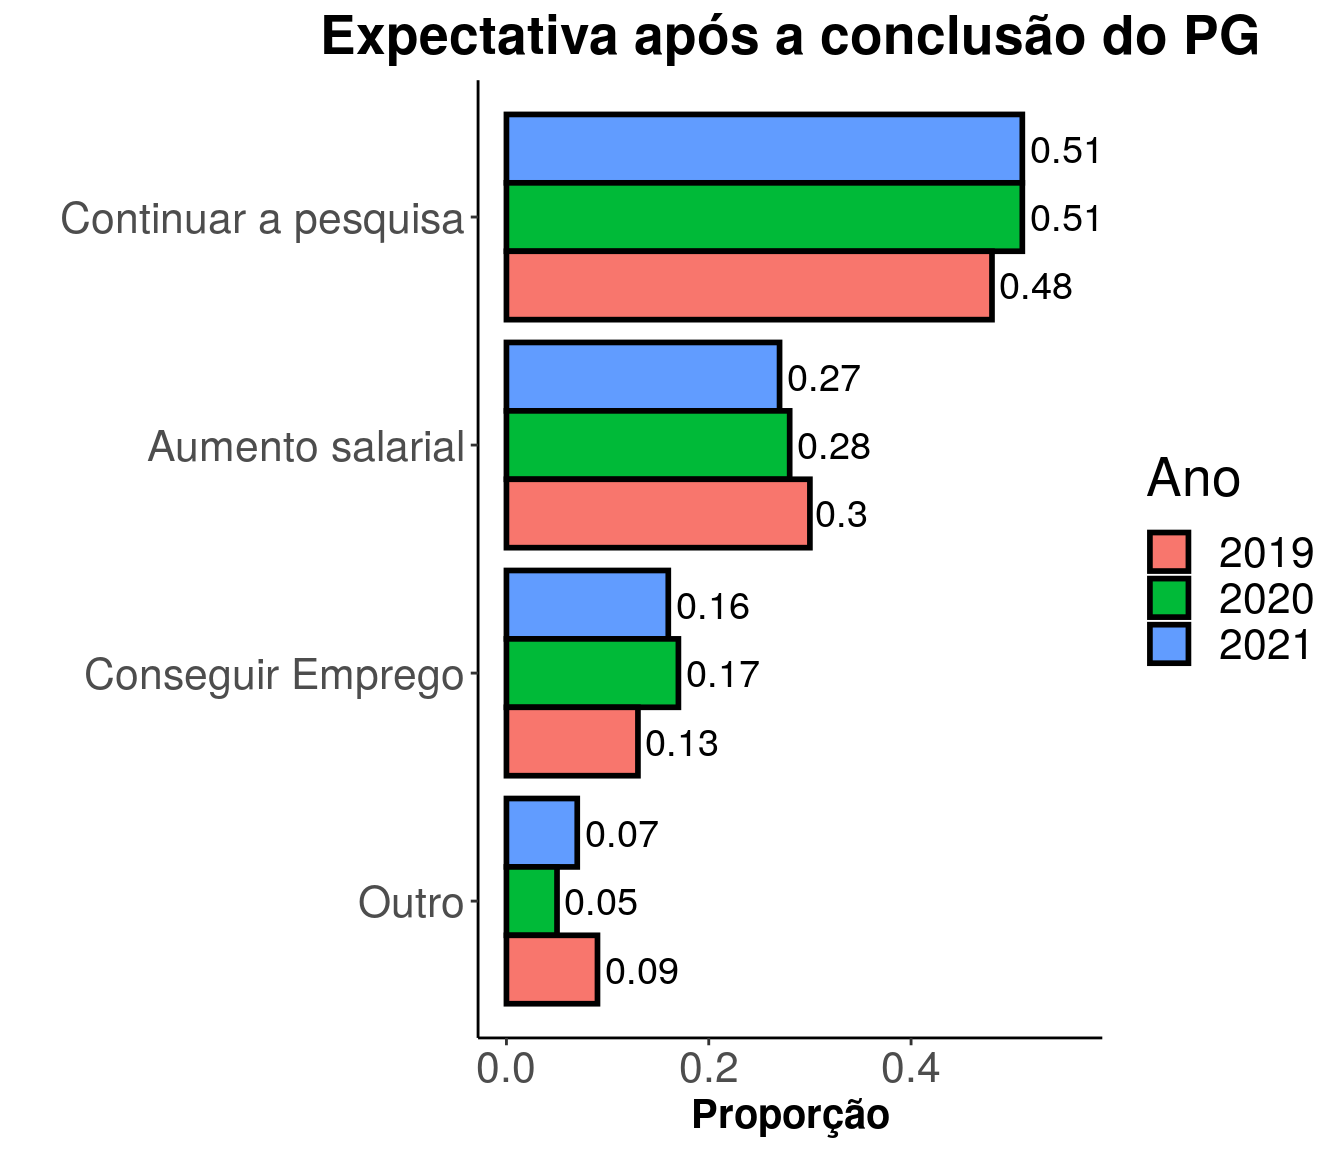 Expectativa após a conclusão do PG
0.51
Continuar a pesquisa
0.51
0.48
0.27
Aumento salarial
0.28
0.3
0.16
Conseguir Emprego
0.17
0.13
0.07
Outro
0.05
0.09
0.0 0.2 0.4
Proporção
Ano
2019
2020
2021